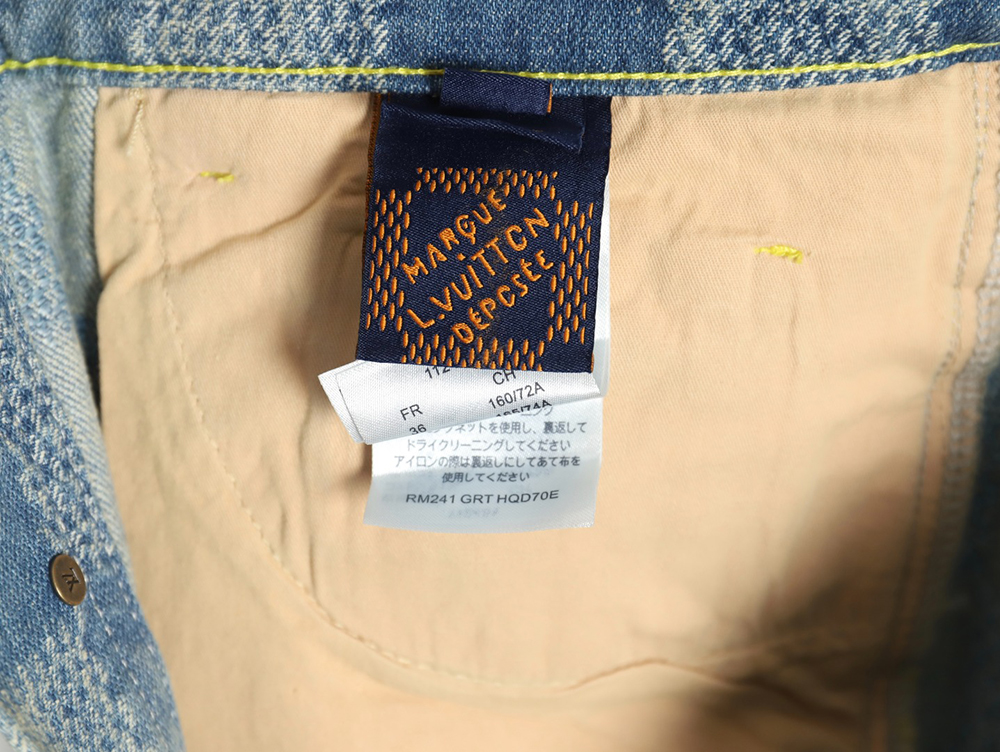 MARQUE
L.VUITTON
DÉPOSÉE
112
CH
FR
160/72A
36
165/74A
ネットを使用し、裏返して
ドライクリーニングしてください
アイロンの際は裏返しにしてあて布を
使用してください
RM241 GRT HQD70E